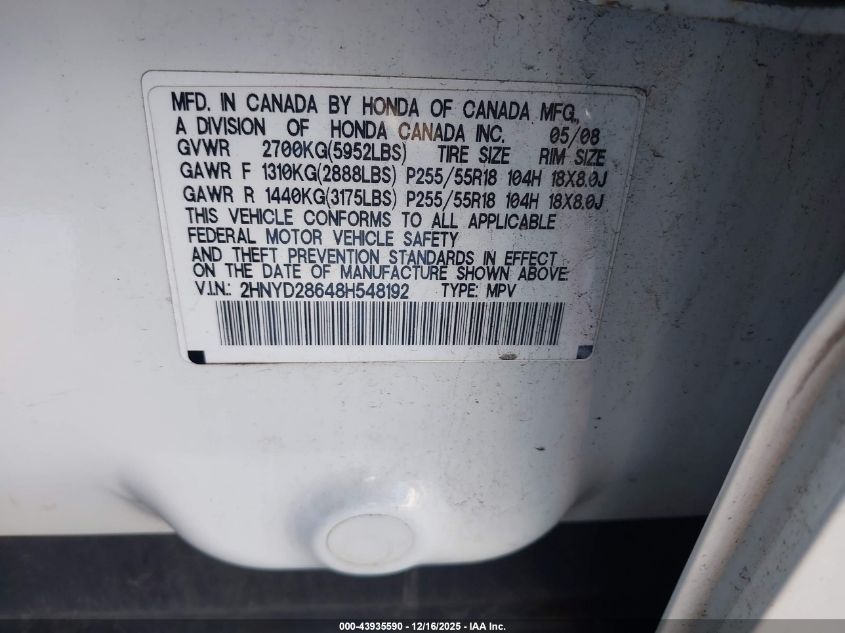 MFD. IN CANADA BY HONDA OF CANADA MFG.,
A DIVISION OF HONDA CANADA INC. 05/08
GVWR 2700KG(5952LBS) TIRE SIZE RIM SIZE
GAWR F 1310KG(2888LBS) P255/55R18 104H 18X8.0J
GAWR R 1440KG(3175LBS) P255/55R18 104H 18X8.0J
THIS VEHICLE CONFORMS TO ALL APPLICABLE
FEDERAL MOTOR VEHICLE SAFETY
AND THEFT PREVENTION STANDARDS IN EFFECT
ON THE DATE OF MANUFACTURE SHOWN ABOVE.
V.I.N.: 2HNYD28648H548192 TYPE: MPV
000-43935590 - 12/16/2025 - IAA Inc.